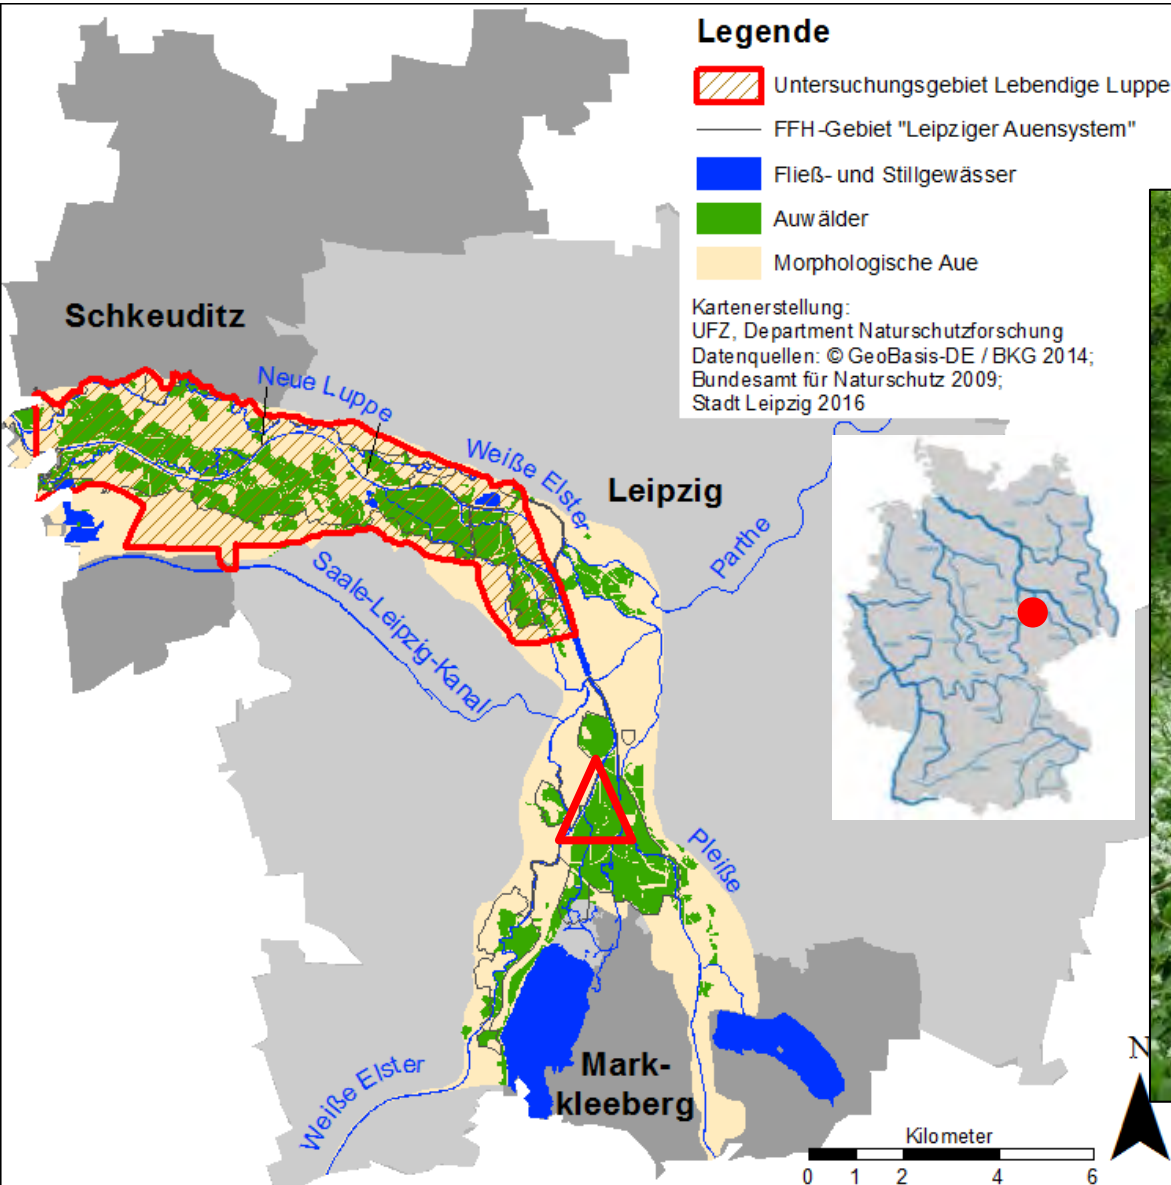 Legende
Untersuchungsgebiet Lebendige Luppe
FFH-Gebiet "Leipziger Auensystem"
Fließ- und Stillgewässer
Auwälder
Morphologische Aue
Kartenerstellung:
UFZ, Department Naturschutzforschung
Datenquellen: © GeoBasis-DE / BKG 2014;
Bundesamt für Naturschutz 2009;
Stadt Leipzig 2016
Schkeuditz
Neue Luppe
Weiße Elster
Leipzig
Parthe
Saale-Leipzig-Kanal
Pleiße
Weiße Elster
Mark-
kleeberg
N
Kilometer
0 1 2 4 6